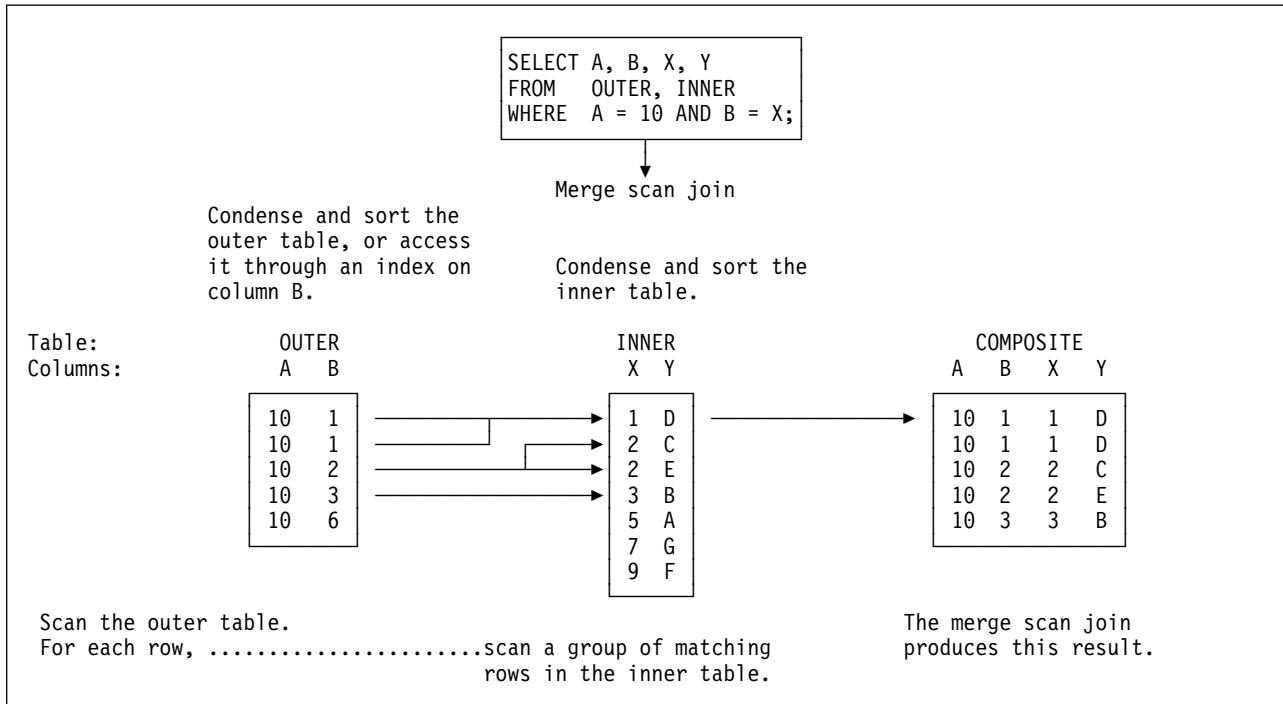 SELECT A, B, X, Y
FROM OUTER, INNER
WHERE A = 10 AND B = X;
Merge scan join
Condense and sort the
outer table, or access
it through an index on
column B.
Condense and sort the
inner table.
Table: OUTER INNER COMPOSITE
Columns: A B X Y A B X Y
10 1 1 D 10 1 1 D
10 1 2 C 10 1 1 D
10 2 2 E 10 2 2 C
10 3 3 B 10 2 2 E
10 6 5 A 10 3 3 B
7 G
9 F
Scan the outer table.
For each row, .......................scan a group of matching
rows in the inner table.
The merge scan join
produces this result.